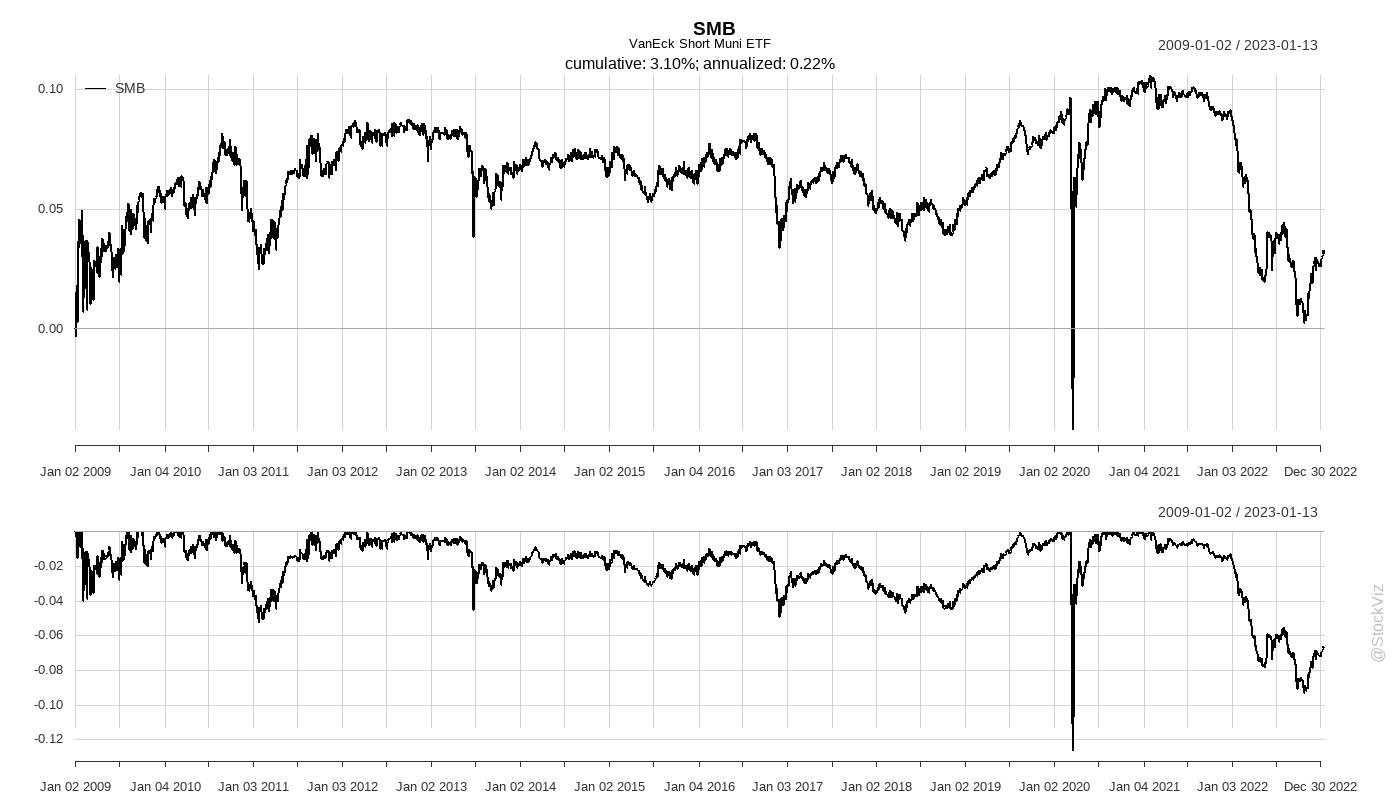 SMB
VanEck Short Muni ETF
cumulative: 3.10%; annualized: 0.22%
2009-01-02 / 2023-01-13
SMB
0.10
0.05
0.00
Jan 02 2009 Jan 04 2010 Jan 03 2011 Jan 03 2012 Jan 02 2013 Jan 02 2014 Jan 02 2015 Jan 04 2016 Jan 03 2017 Jan 02 2018 Jan 02 2019 Jan 02 2020 Jan 04 2021 Jan 03 2022 Dec 30 2022
2009-01-02 / 2023-01-13
-0.02
-0.04
-0.06
-0.08
-0.10
-0.12
Jan 02 2009 Jan 04 2010 Jan 03 2011 Jan 03 2012 Jan 02 2013 Jan 02 2014 Jan 02 2015 Jan 04 2016 Jan 03 2017 Jan 02 2018 Jan 02 2019 Jan 02 2020 Jan 04 2021 Jan 03 2022 Dec 30 2022
@StockViz